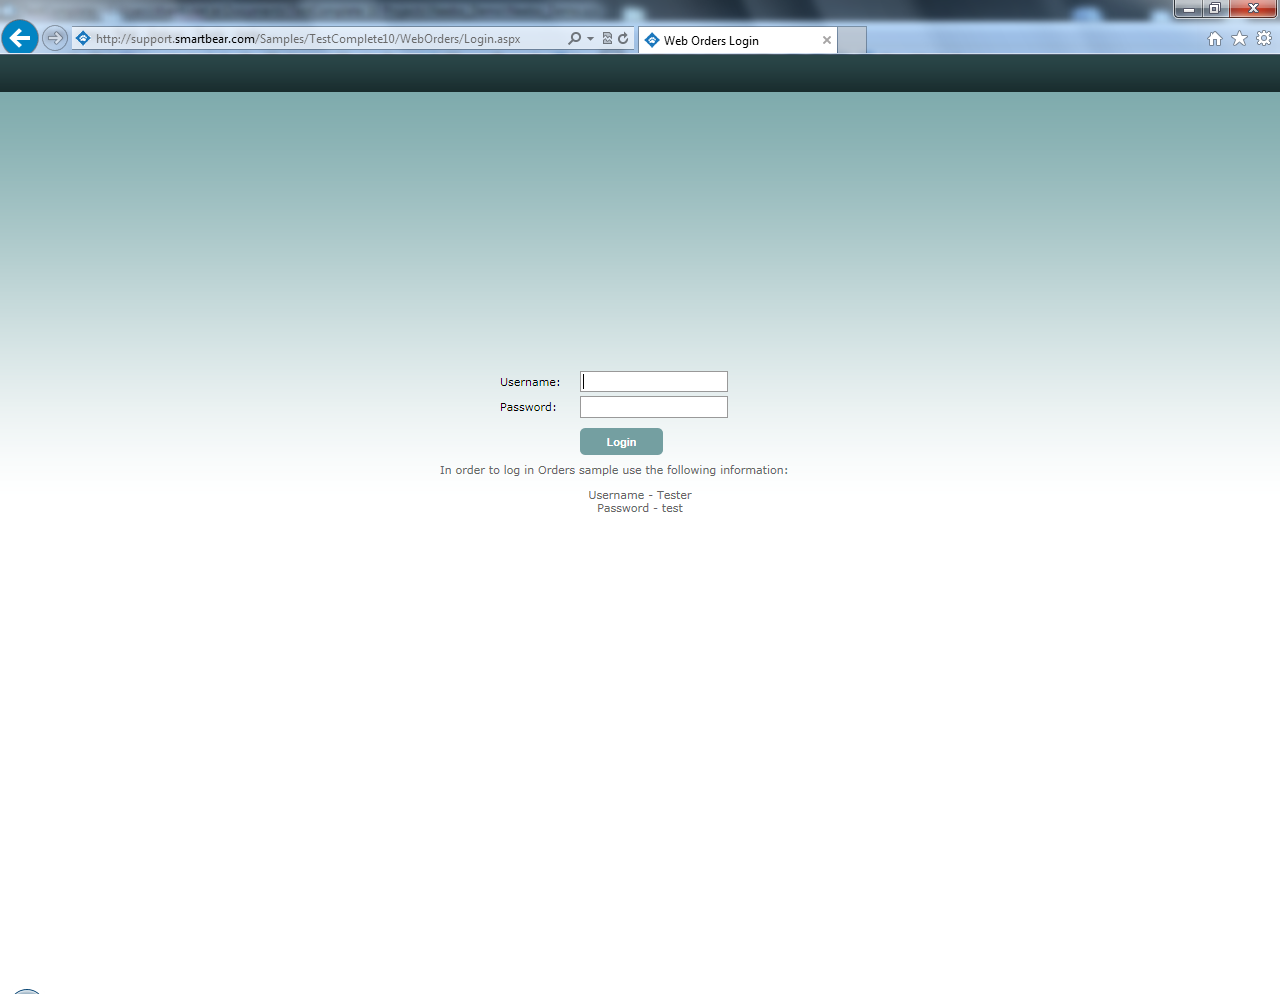 http://support.smartbear.com/Samples/TestComplete10/WebOrders/Login.aspx
Web Orders Login
Username:
Password:
Login
In order to log in Orders sample use the following information:
Username - Tester
Password - test